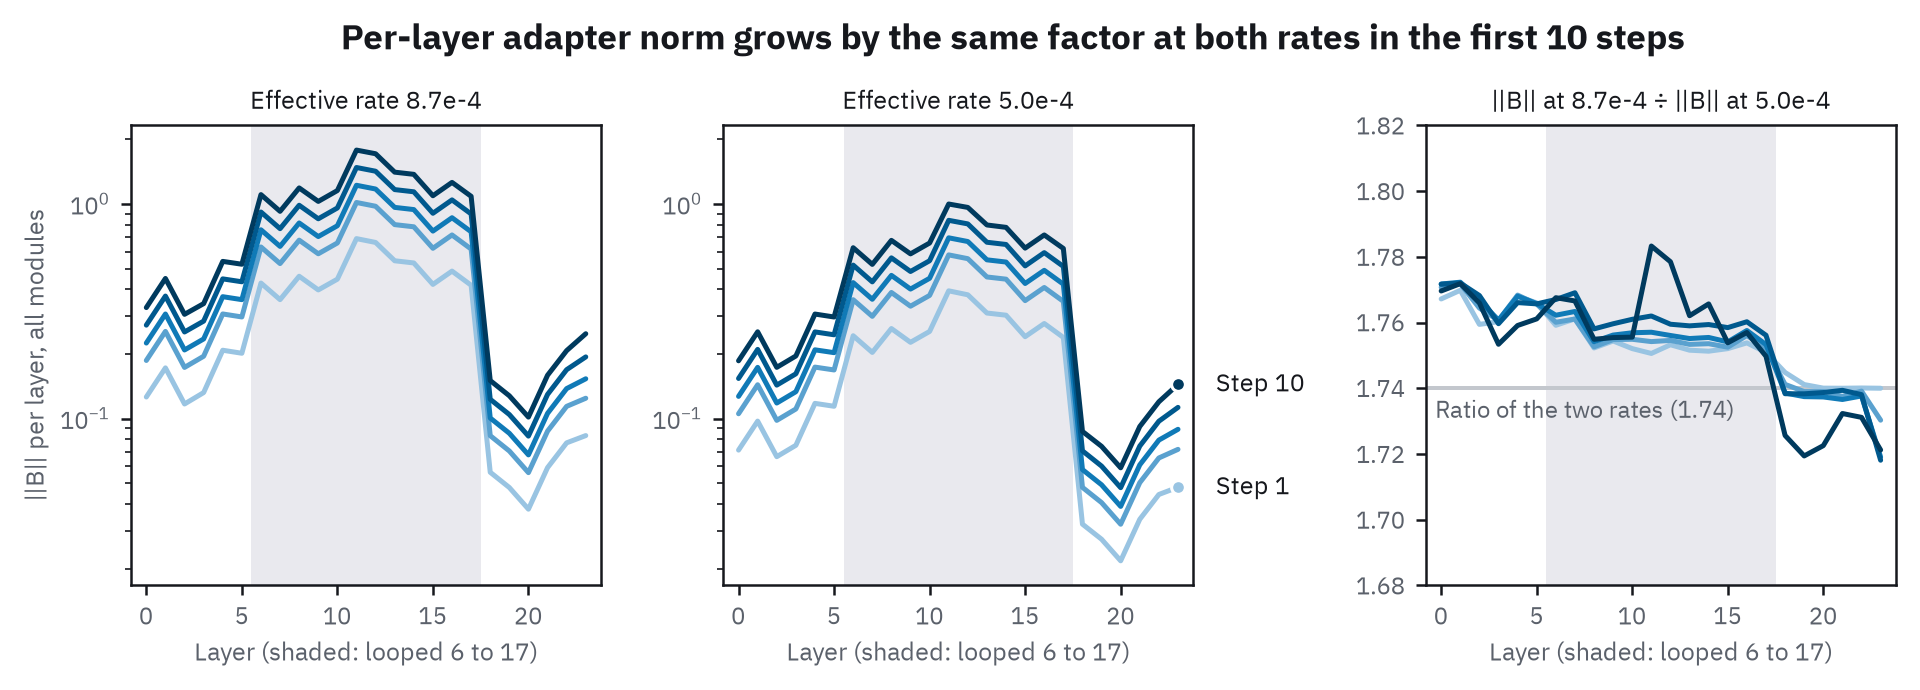 Per-layer adapter norm grows by the same factor at both rates in the first 10 steps
Effective rate 8.7e-4
||B|| per layer, all modules
10⁰
10⁻¹
0 5 10 15 20
Layer (shaded: looped 6 to 17)
Effective rate 5.0e-4
10⁰
10⁻¹
0 5 10 15 20
Layer (shaded: looped 6 to 17)
Step 10
Step 1
||B|| at 8.7e-4 ÷ ||B|| at 5.0e-4
1.82
1.80
1.78
1.76
1.74
1.72
1.70
1.68
Ratio of the two rates (1.74)
0 5 10 15 20
Layer (shaded: looped 6 to 17)